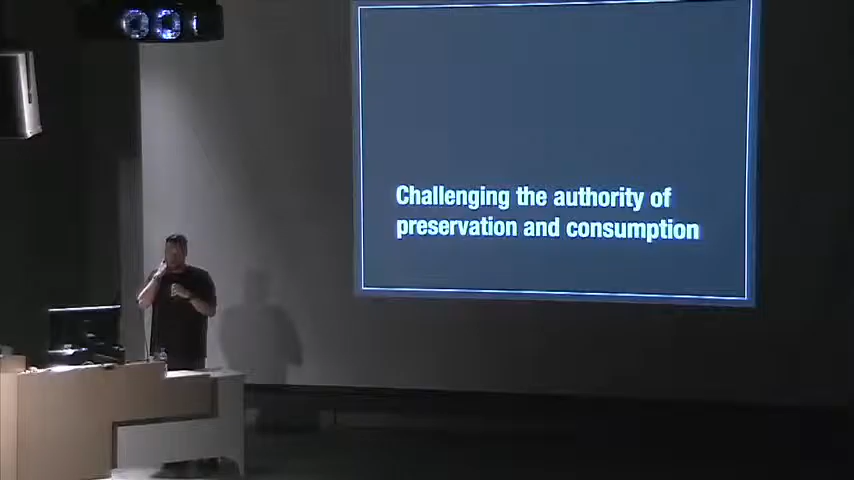 Challenging the authority of
preservation and consumption